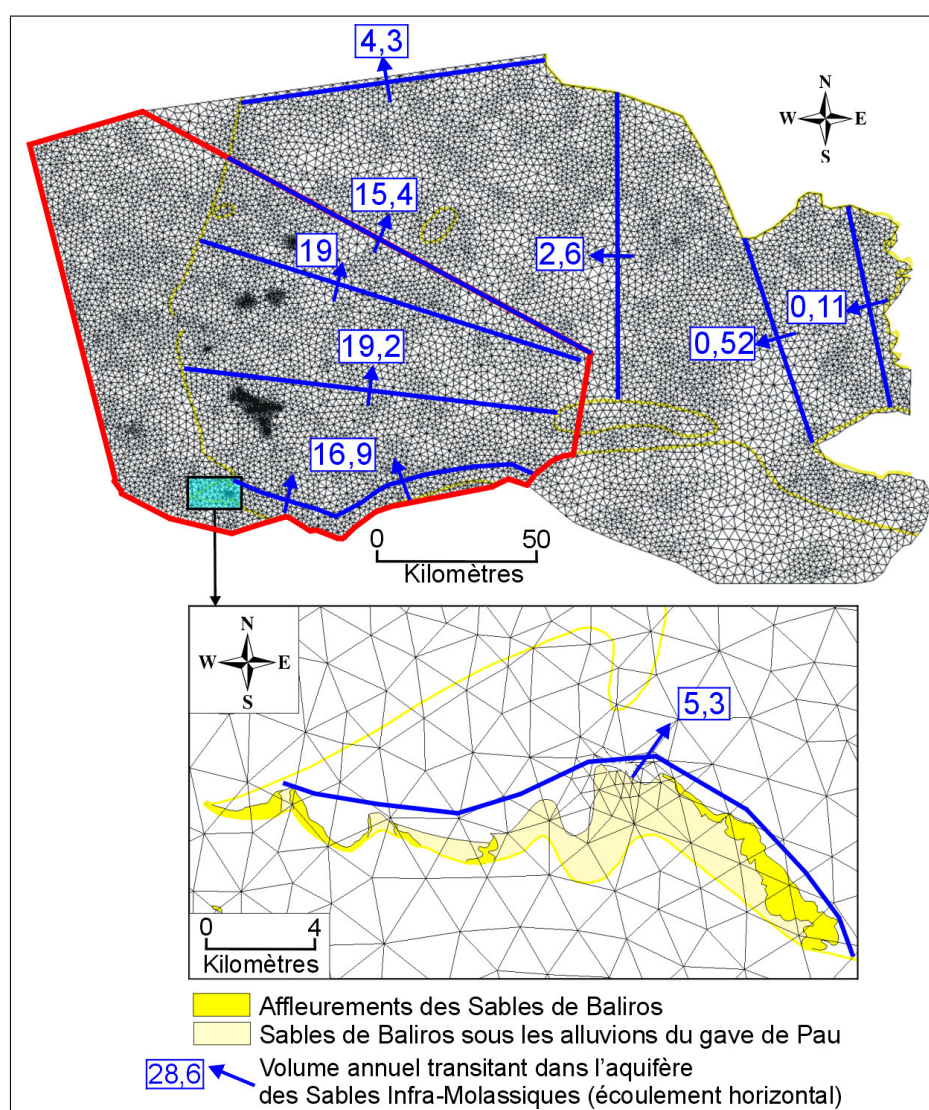 4,3
N
W E
S
15,4
19
2,6
0,11
0,52
19,2
16,9
0 50
Kilomètres
N
W E
S
5,3
0 4
Kilomètres
Affleurements des Sables de Baliros
Sables de Baliros sous les alluvions du gave de Pau
28,6
Volume annuel transitant dans l'aquifère
des Sables Infra-Molassiques (écoulement horizontal)